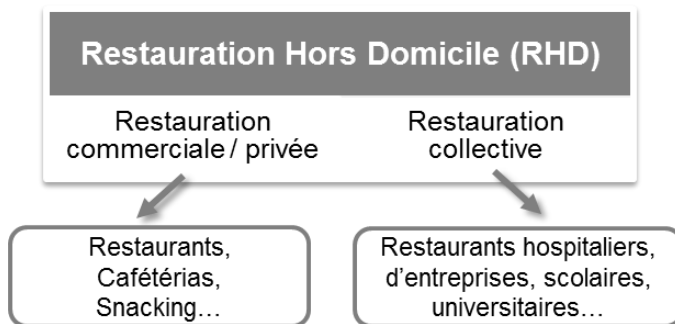 Restauration Hors Domicile (RHD)
Restauration
commerciale / privée
Restauration
collective
Restaurants,
Cafétérias,
Snacking…
Restaurants hospitaliers,
d’entreprises, scolaires,
universitaires…